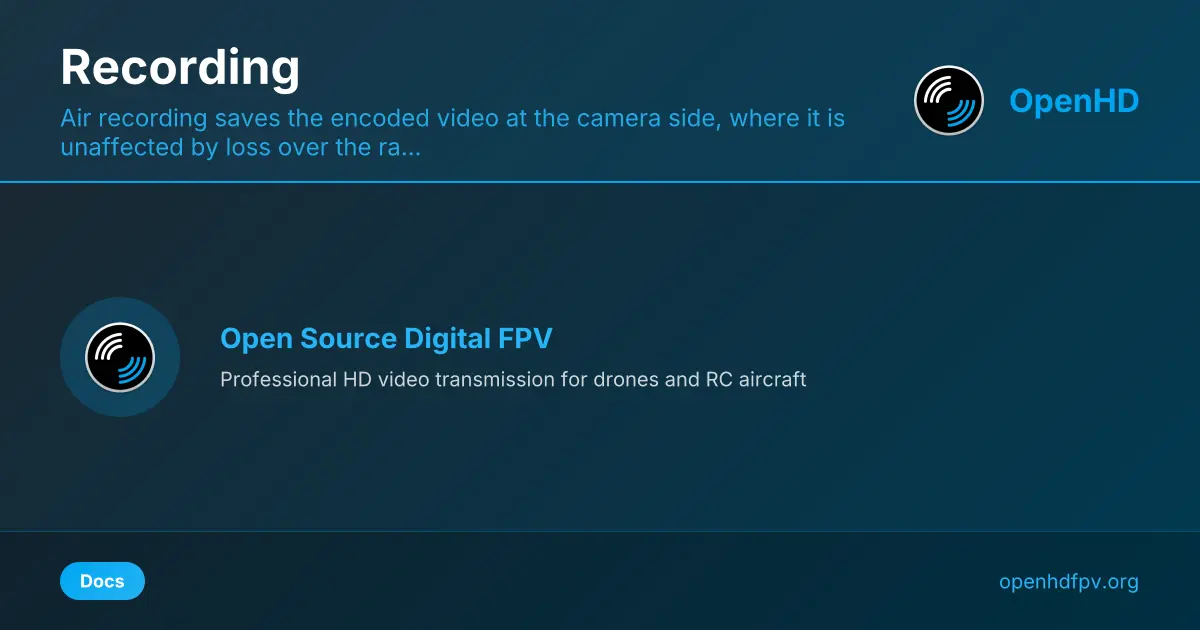 Recording
Air recording saves the encoded video at the camera side, where it is
unaffected by loss over the ra...
OpenHD
Open Source Digital FPV
Professional HD video transmission for drones and RC aircraft
Docs
openhdfpv.org